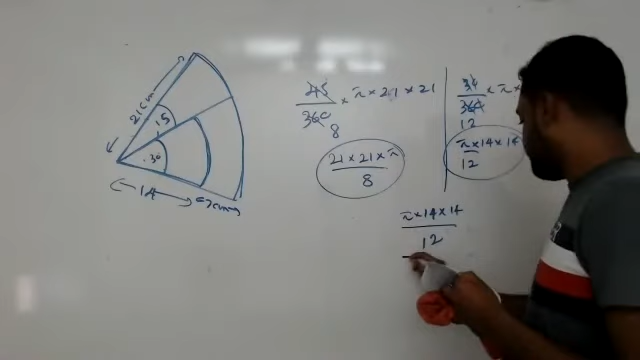 21cm
15
30
14
7cm
45/360 × π × 21 × 21
8
21×21×π/8
30/360 × π ×
12
π×14×14/12
π×14×14/12